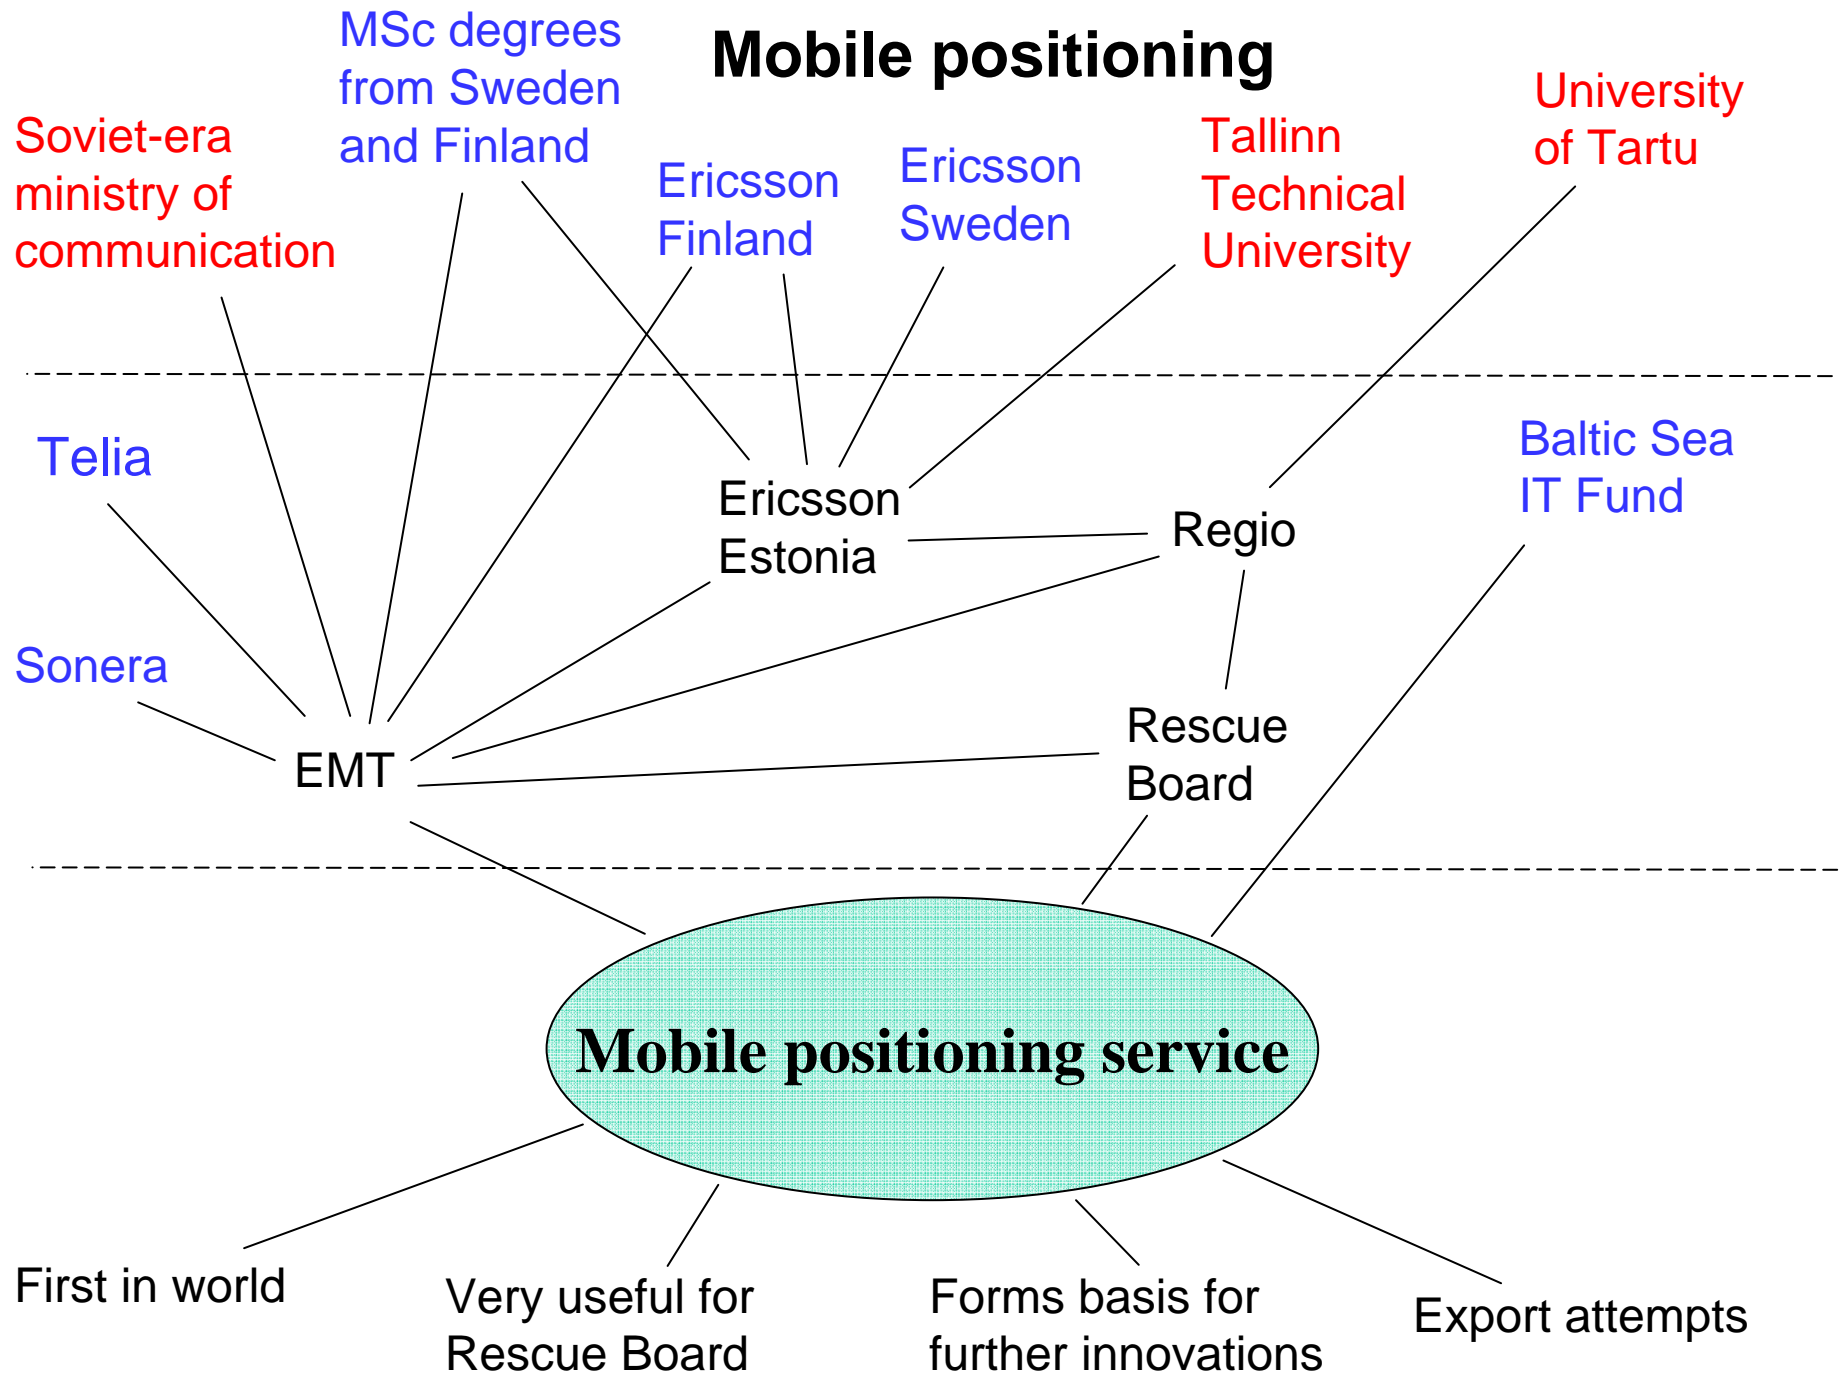 Mobile positioning
MSc degrees
from Sweden
and Finland
Soviet-era
ministry of
communication
Ericsson
Finland
Ericsson
Sweden
Tallinn
Technical
University
University
of Tartu
Telia
Sonera
Ericsson
Estonia
Regio
Baltic Sea
IT Fund
EMT
Rescue
Board
Mobile positioning service
First in world
Very useful for
Rescue Board
Forms basis for
further innovations
Export attempts